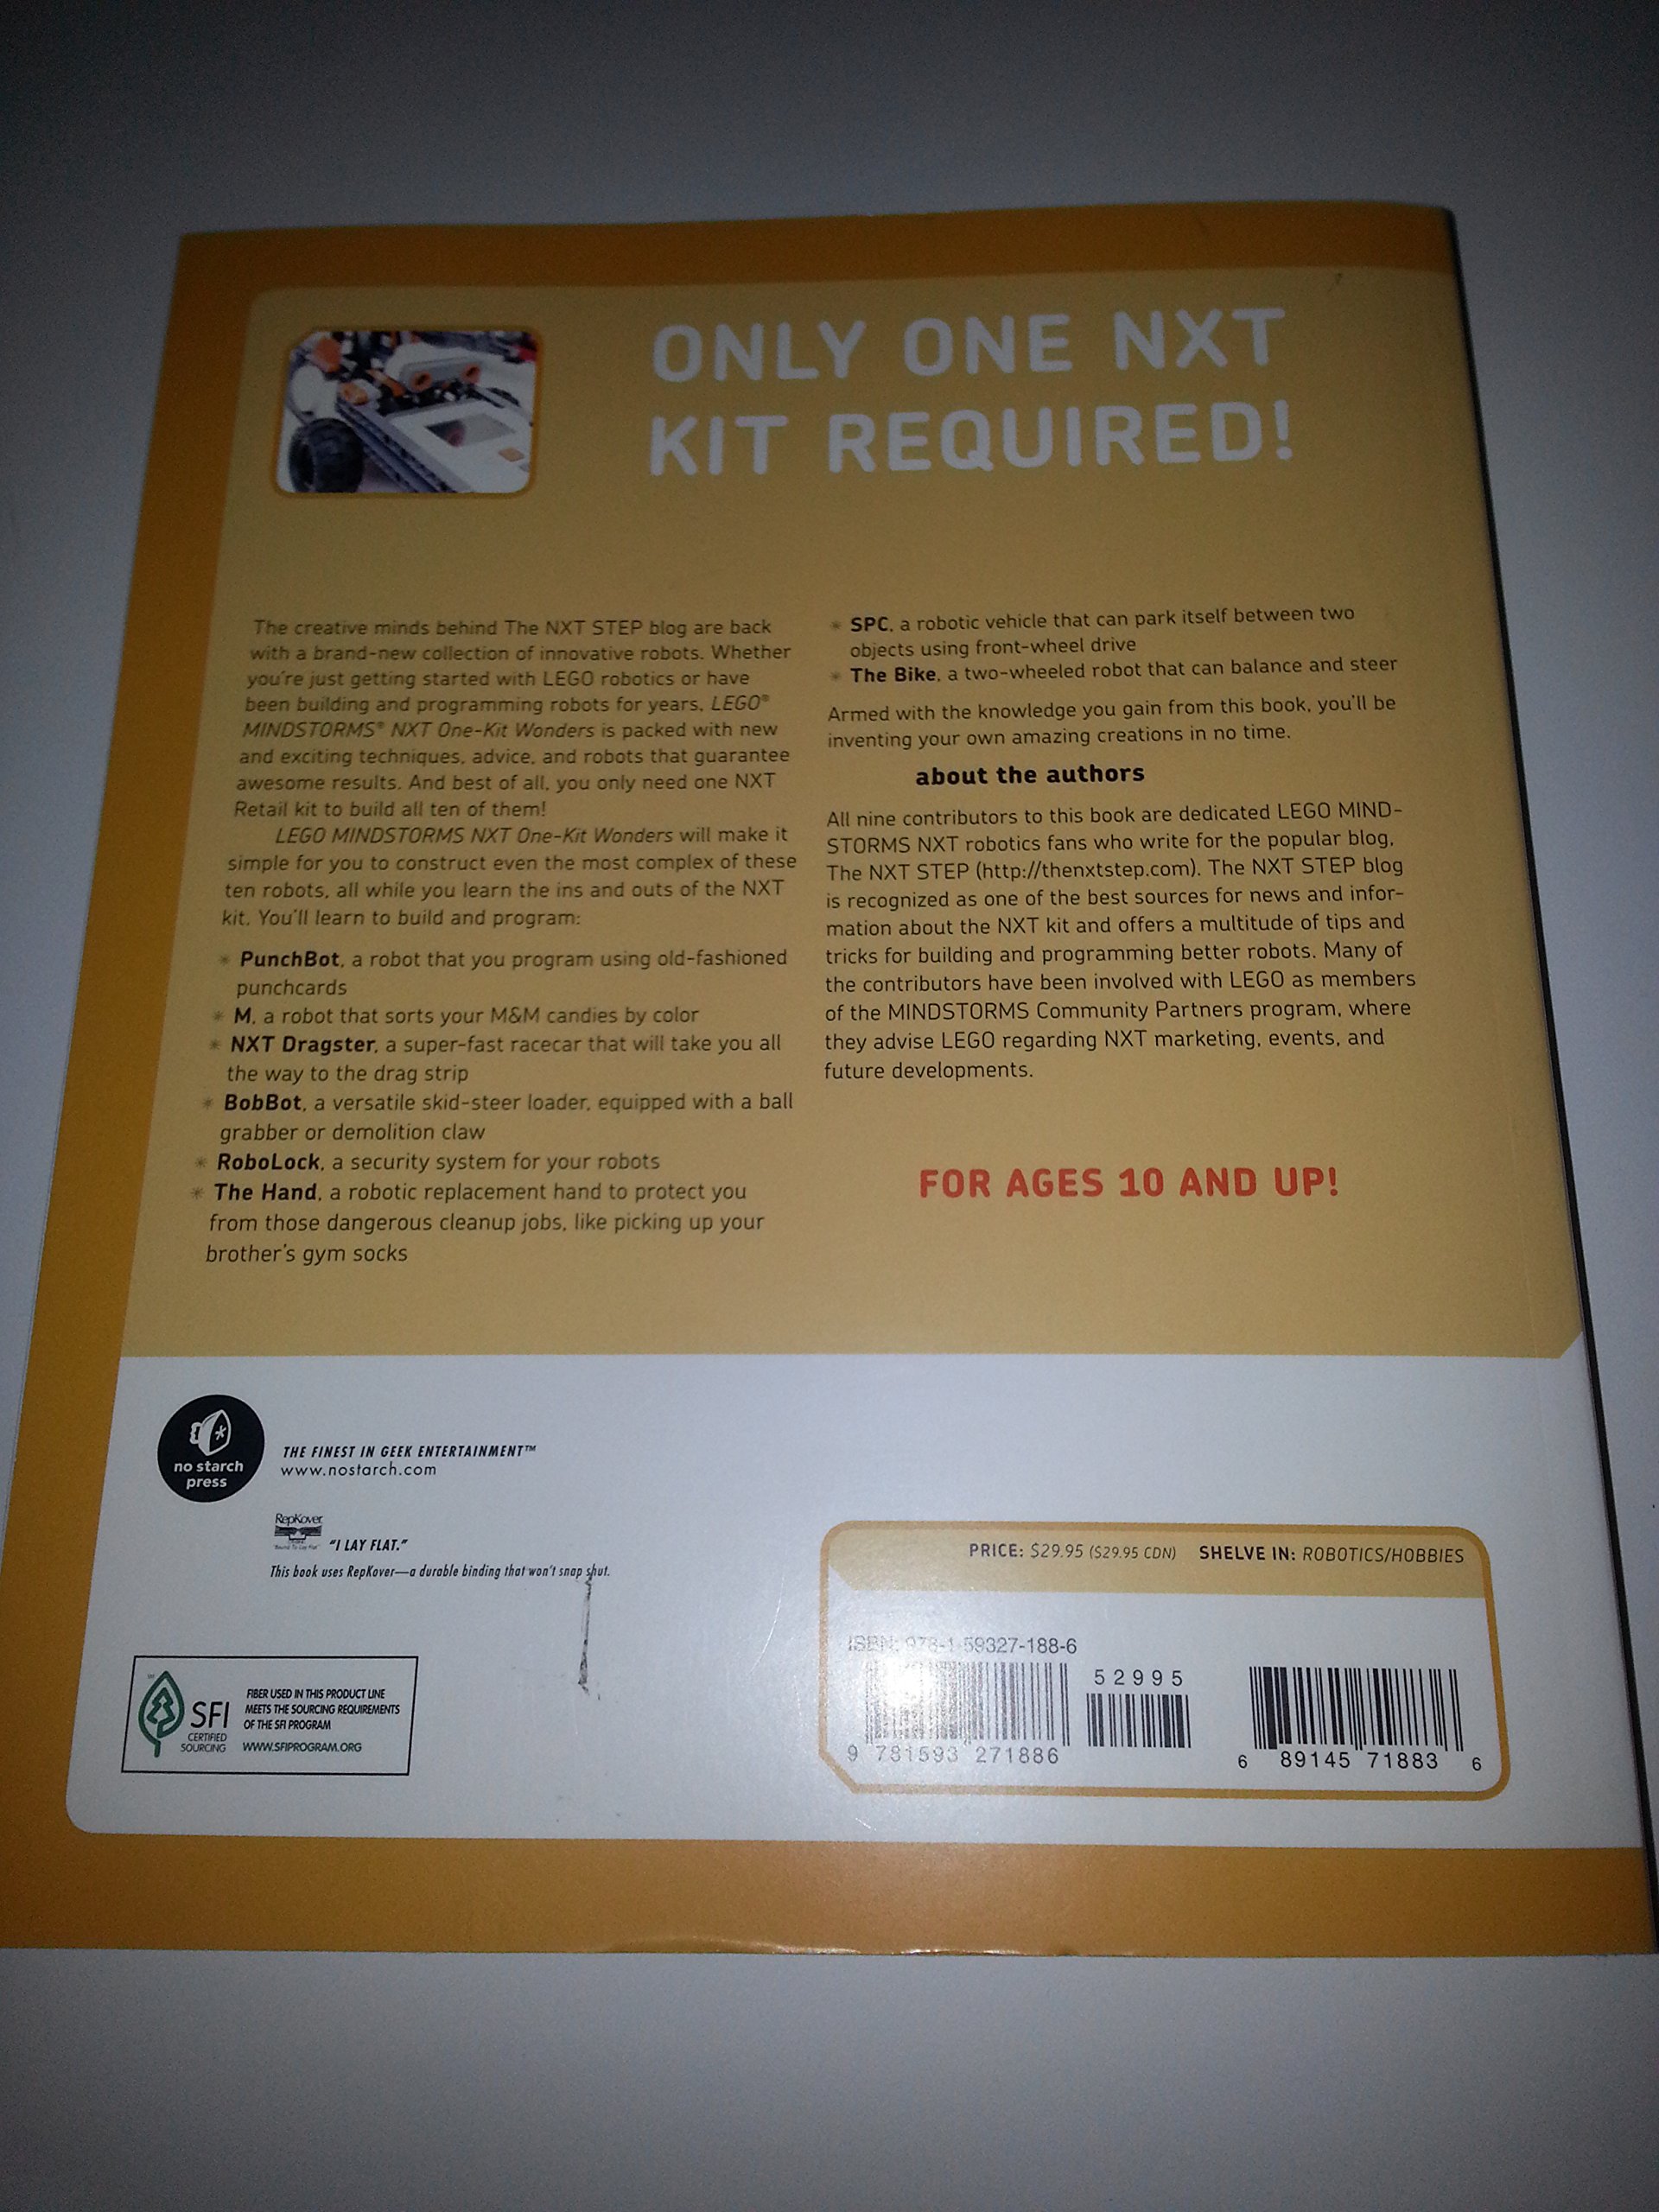 ONLY ONE NXT
KIT REQUIRED!
The creative minds behind The NXT STEP blog are back
with a brand-new collection of innovative robots. Whether
you're just getting started with LEGO robotics or have
been building and programming robots for years, LEGO®
MINDSTORMS® NXT One-Kit Wonders is packed with new
and exciting techniques, advice, and robots that guarantee
awesome results. And best of all, you only need one NXT
Retail kit to build all ten of them!
LEGO MINDSTORMS NXT One-Kit Wonders will make it
simple for you to construct even the most complex of these
ten robots, all while you learn the ins and outs of the NXT
kit. You'll learn to build and program:
* PunchBot, a robot that you program using old-fashioned
punchcards
* M, a robot that sorts your M&M candies by color
* NXT Dragster, a super-fast racecar that will take you all
the way to the drag strip
* BobBot, a versatile skid-steer loader, equipped with a ball
grabber or demolition claw
* RoboLock, a security system for your robots
* The Hand, a robotic replacement hand to protect you
from those dangerous cleanup jobs, like picking up your
brother's gym socks
* SPC, a robotic vehicle that can park itself between two
objects using front-wheel drive
* The Bike, a two-wheeled robot that can balance and steer
Armed with the knowledge you gain from this book, you'll be
inventing your own amazing creations in no time.
about the authors
All nine contributors to this book are dedicated LEGO MIND-
STORMS NXT robotics fans who write for the popular blog,
The NXT STEP (http://thenxtstep.com). The NXT STEP blog
is recognized as one of the best sources for news and infor-
mation about the NXT kit and offers a multitude of tips and
tricks for building and programming better robots. Many of
the contributors have been involved with LEGO as members
of the MINDSTORMS Community Partners program, where
they advise LEGO regarding NXT marketing, events, and
future developments.
FOR AGES 10 AND UP!
no starch
press
THE FINEST IN GEEK ENTERTAINMENT™
www.nostarch.com
RepKover
"I LAY FLAT."
This book uses RepKover—a durable binding that won't snap shut.
SFI
CERTIFIED
SOURCING
FIBER USED IN THIS PRODUCT LINE
MEETS THE SOURCING REQUIREMENTS
OF THE SFI PROGRAM
WWW.SFIPROGRAM.ORG
PRICE: $29.95 ($29.95 CDN) SHELVE IN: ROBOTICS/HOBBIES
ISBN: 978-1-59327-188-6
52995
9 781593 271886
6 89145 71883 6